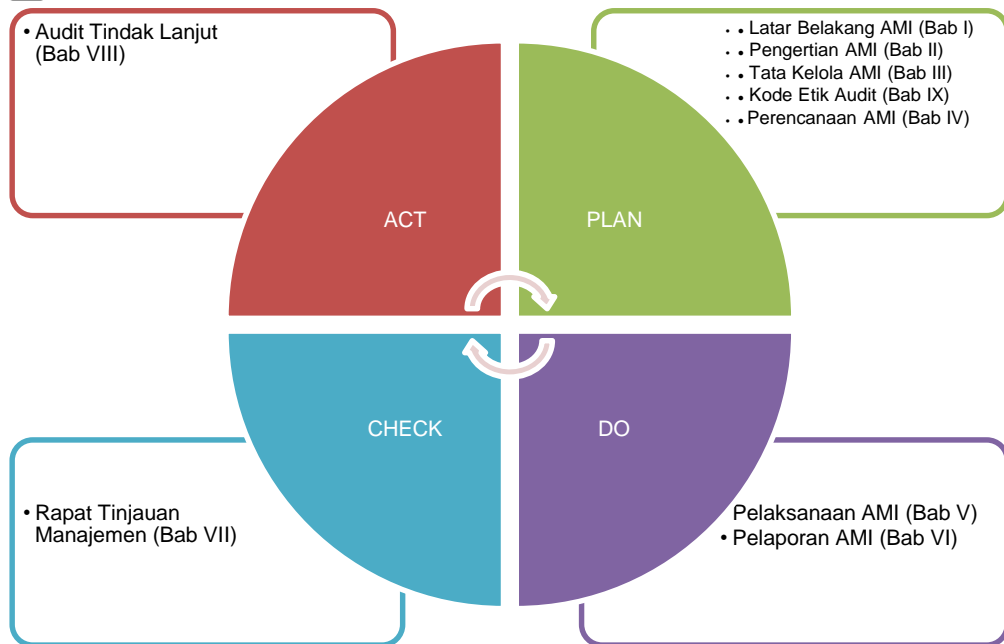 • Audit Tindak Lanjut
(Bab VIII)
• • Latar Belakang AMI (Bab I)
• • Pengertian AMI (Bab II)
• • Tata Kelola AMI (Bab III)
• • Kode Etik Audit (Bab IX)
• • Perencanaan AMI (Bab IV)
ACT
PLAN
CHECK
DO
• Rapat Tinjauan
Manajemen (Bab VII)
Pelaksanaan AMI (Bab V)
• Pelaporan AMI (Bab VI)